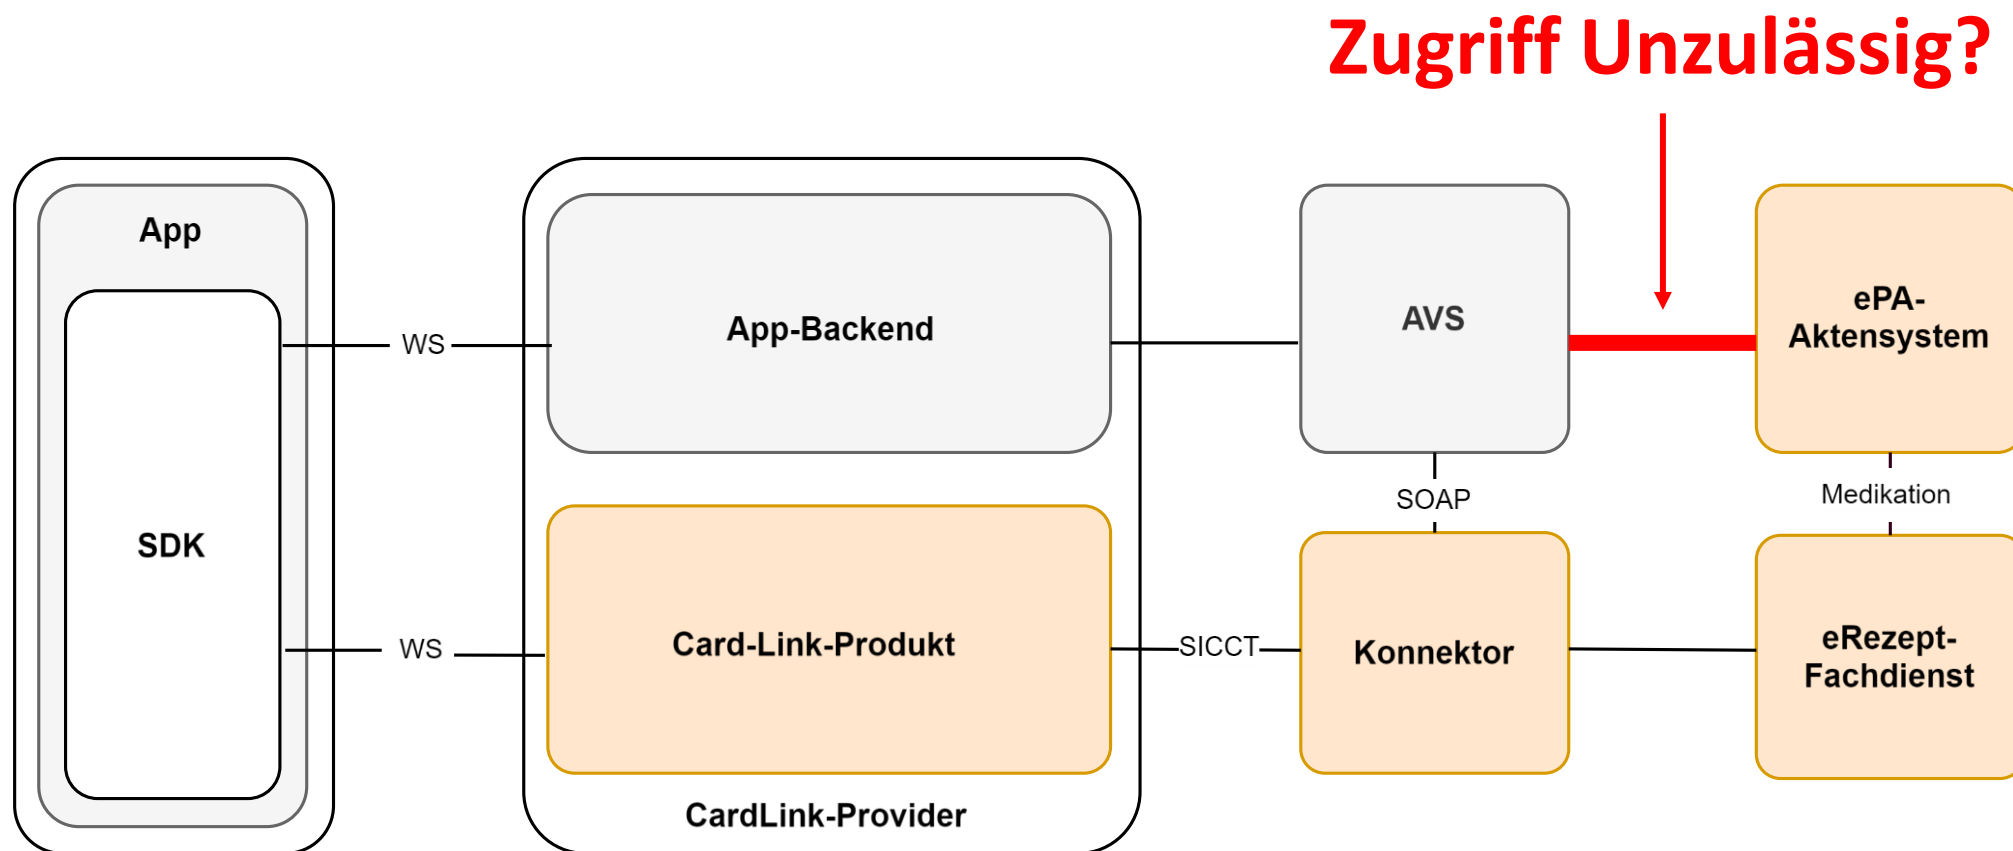 Zugriff Unzulässig?
App
SDK
WS
WS
App-Backend
Card-Link-Produkt
CardLink-Provider
SICCT
AVS
SOAP
Konnektor
ePA-
Aktensystem
Medikation
eRezept-
Fachdienst